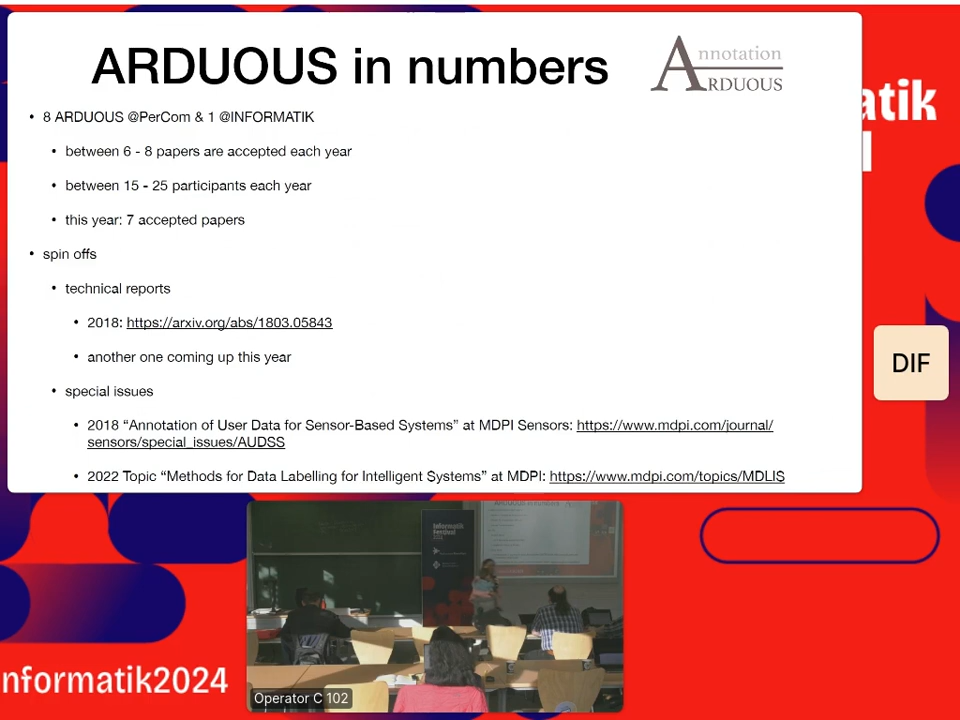 ARDUOUS in numbers
Annotation
ARDUOUS
• 8 ARDUOUS @PerCom & 1 @INFORMATIK
• between 6 - 8 papers are accepted each year
• between 15 - 25 participants each year
• this year: 7 accepted papers
• spin offs
• technical reports
• 2018: https://arxiv.org/abs/1803.05843
• another one coming up this year
• special issues
• 2018 “Annotation of User Data for Sensor-Based Systems” at MDPI Sensors: https://www.mdpi.com/journal/
sensors/special_issues/AUDSS
• 2022 Topic “Methods for Data Labelling for Intelligent Systems” at MDPI: https://www.mdpi.com/topics/MDLIS
atik
DIF
Informatik
Festival
Operator C 102
nformatik2024